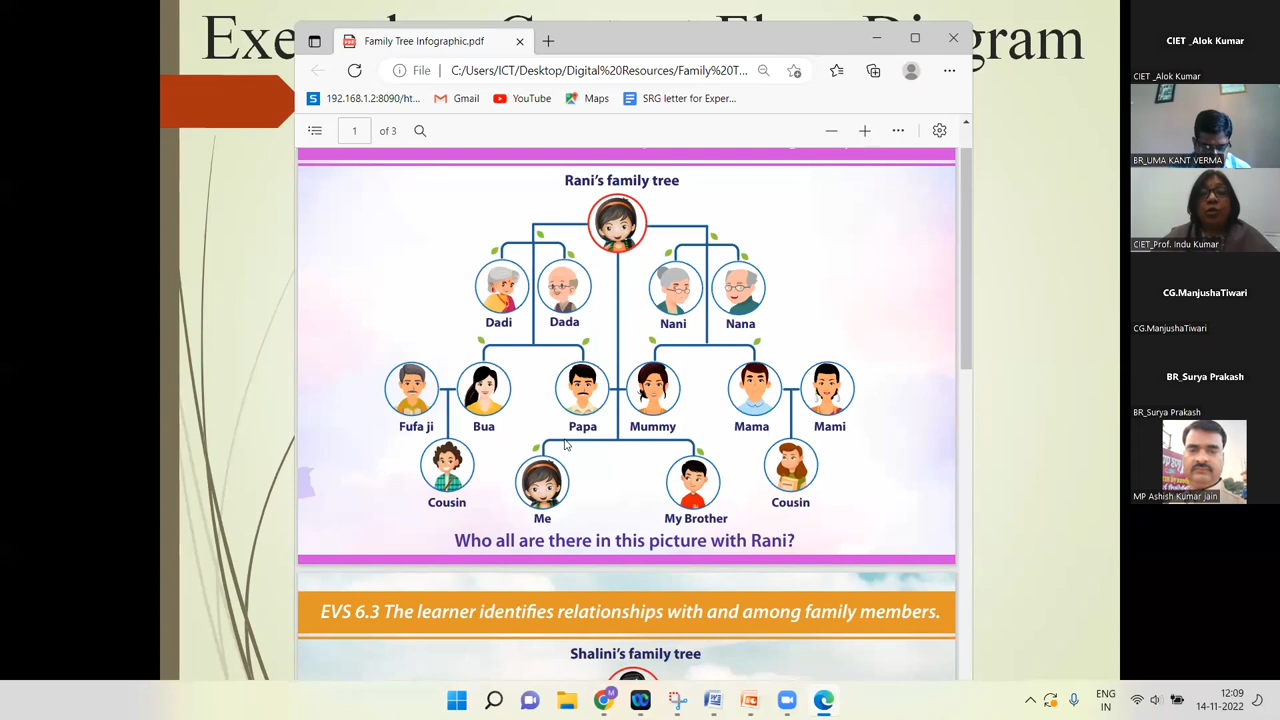 Family Tree Infographic.pdf
File
C:/Users/ICT/Desktop/Digital%20Resources/Family%20T...
192.168.1.2:8090/ht...
Gmail
YouTube
Maps
SRG letter for Exper...
1 of 3
Rani's family tree
Dadi
Dada
Nani
Nana
Fufa ji
Bua
Papa
Mummy
Mama
Mami
Cousin
Me
My Brother
Cousin
Who all are there in this picture with Rani?
EVS 6.3 The learner identifies relationships with and among family members.
Shalini's family tree
CIET _Alok Kumar
CIET _Alok Kumar
BR_UMA KANT VERMA
CIET_Prof. Indu Kumar
CG.ManjushaTiwari
CG.ManjushaTiwari
BR_Surya Prakash
BR_Surya Prakash
MP Ashish Kumar jain
ENG
IN
12:09
14-11-2022